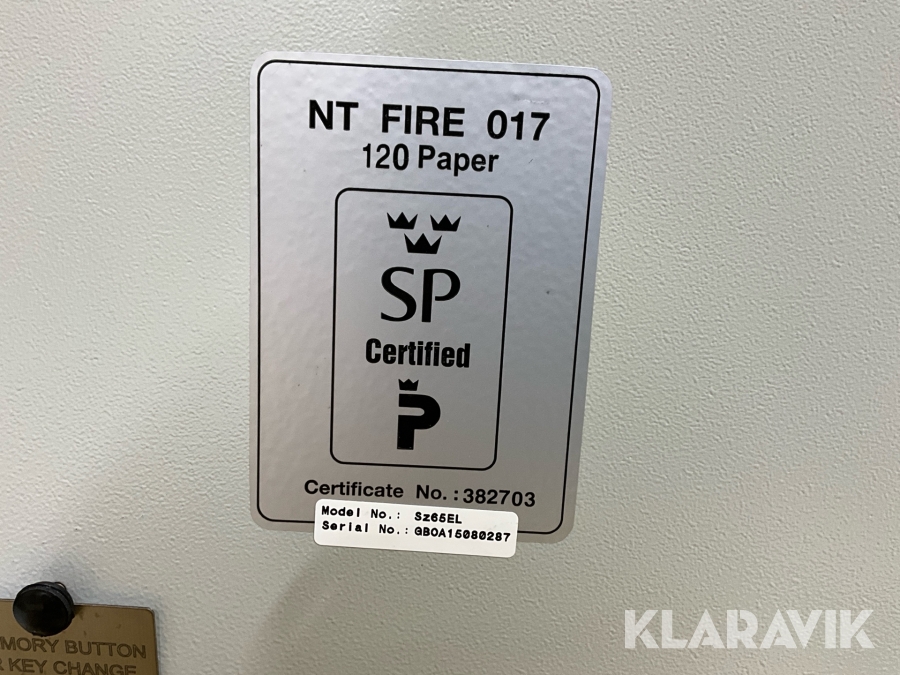 NT FIRE 017
120 Paper
SP
Certified
P
Certificate No.: 382703
Model No.: Sz65EL
Serial No.: GBOA15080287
MORY BUTTON
KEY CHANGE
KLARAVIK